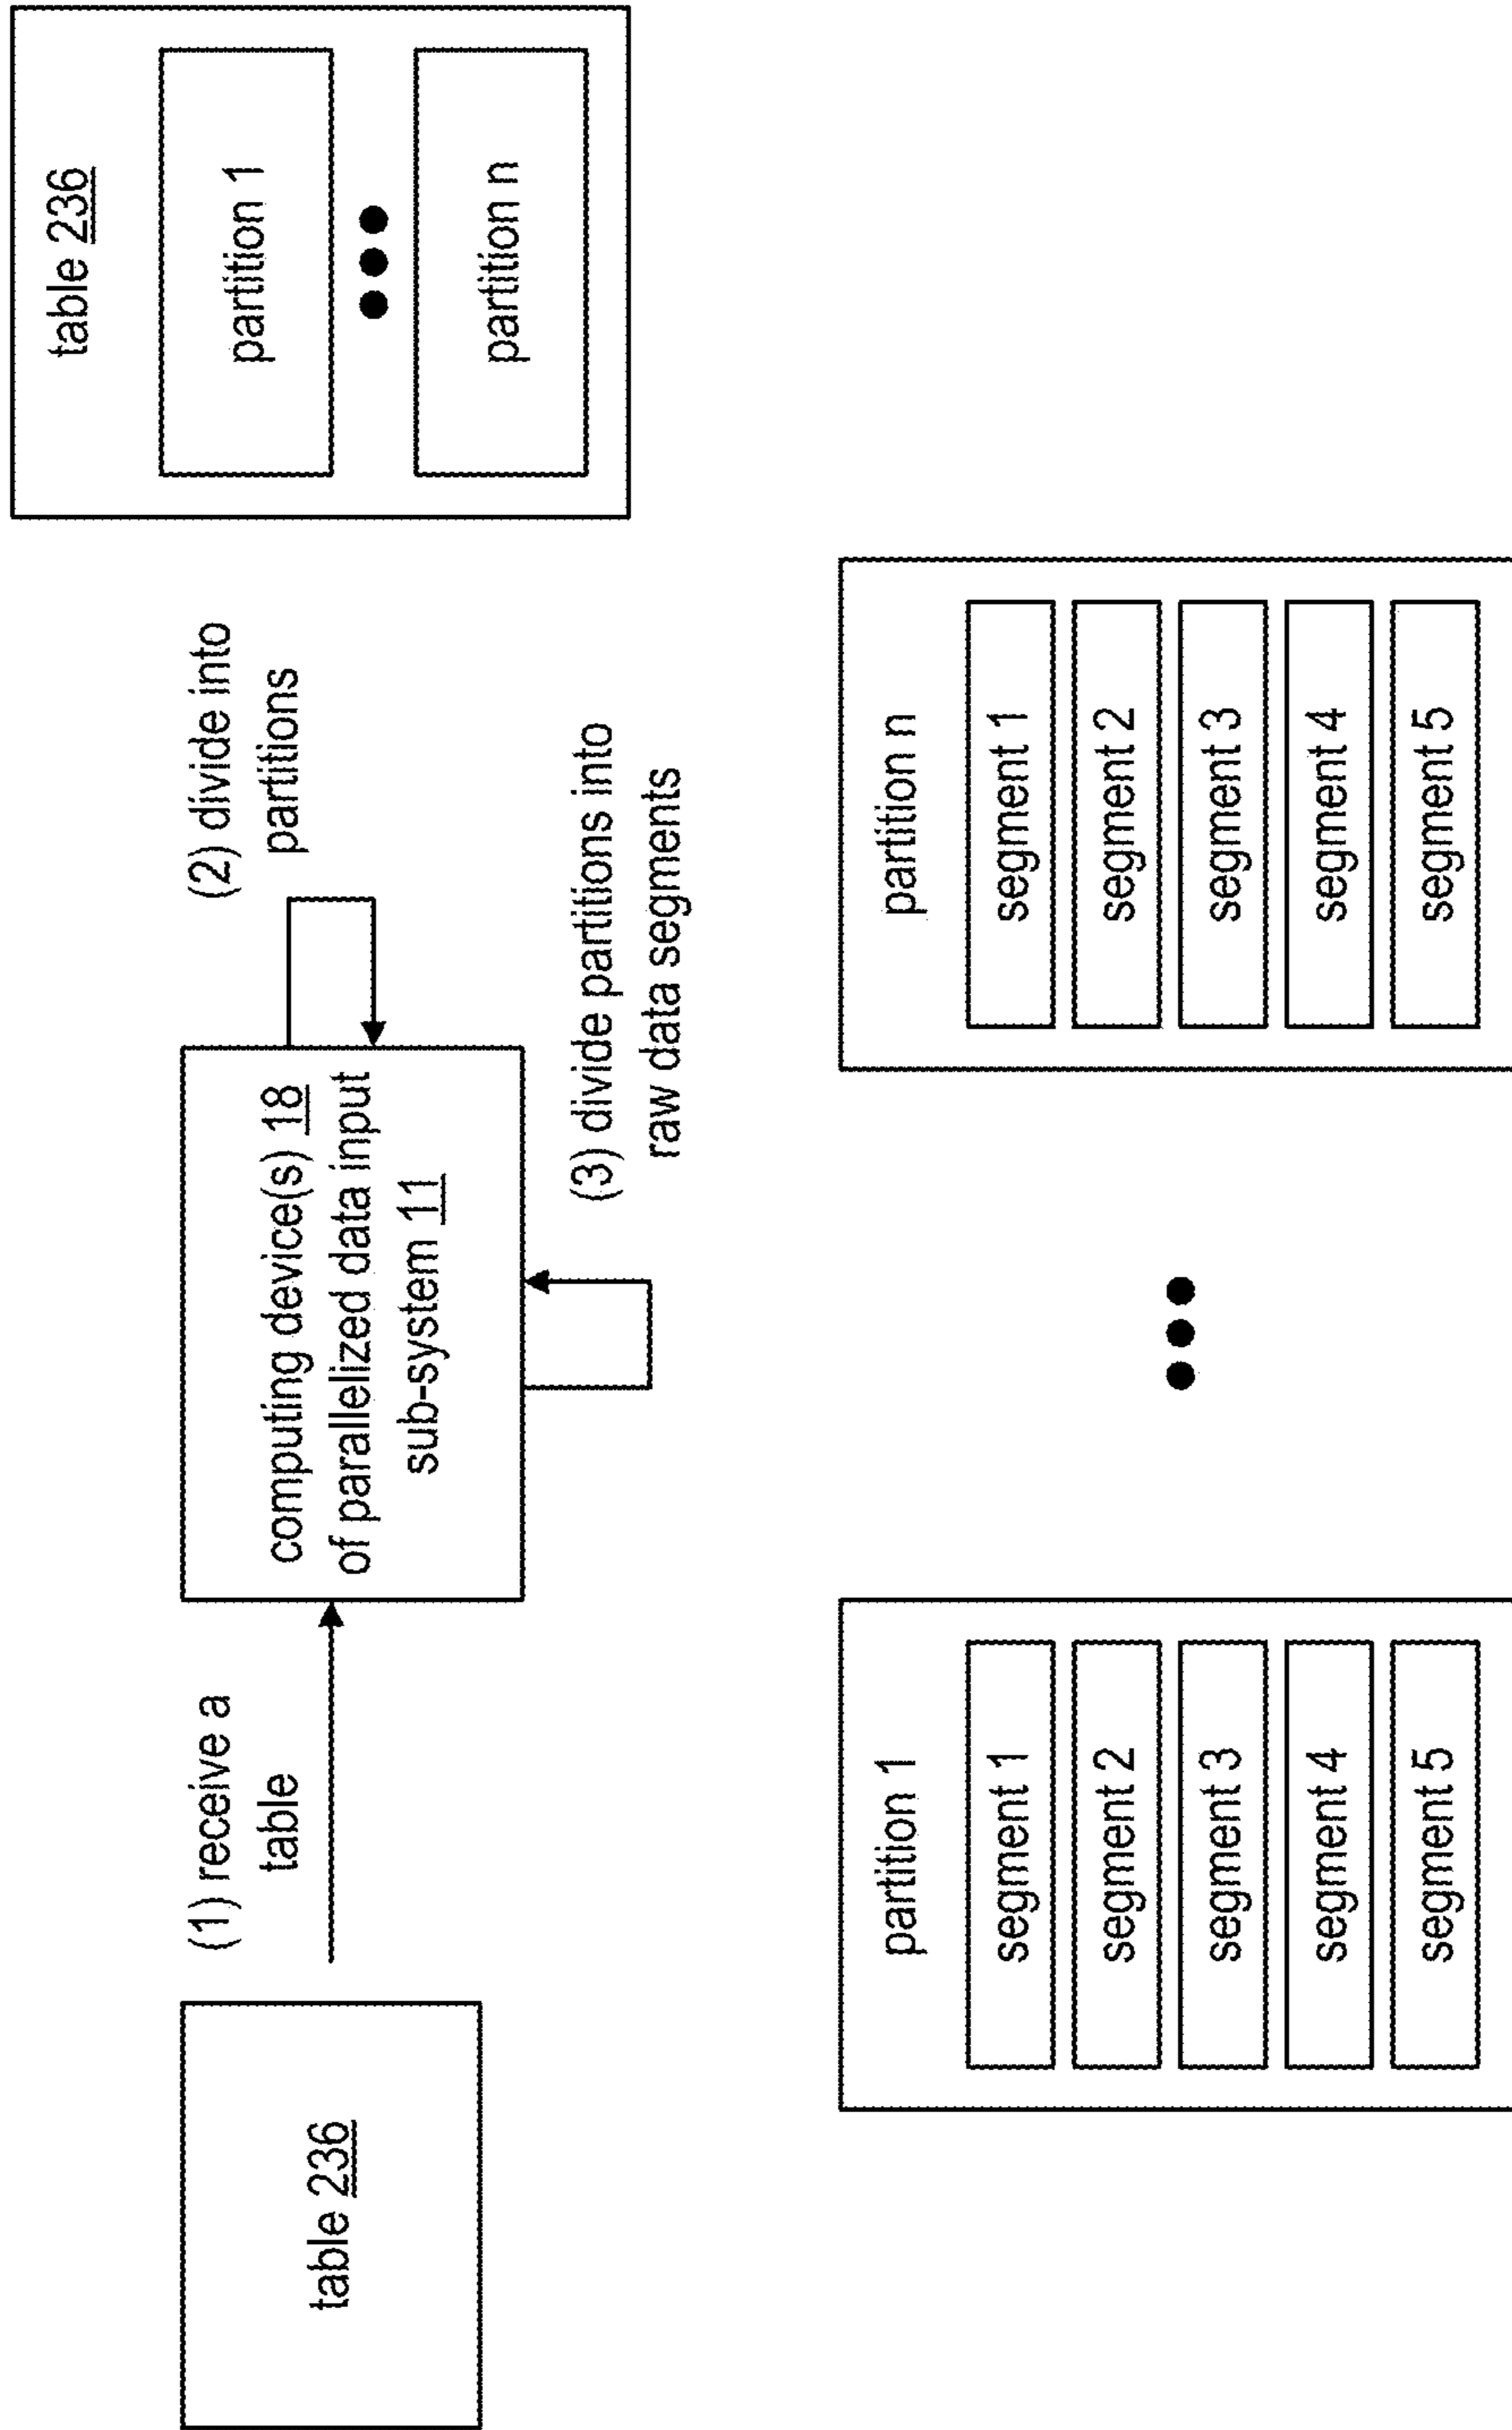 table 236
(1) receive a
table
computing device(s) 18
of parallelized data input
sub-system 11
(2) divide into
partitions
(3) divide partitions into
raw data segments
table 236
partition 1
partition n
partition 1
segment 1
segment 2
segment 3
segment 4
segment 5
partition n
segment 1
segment 2
segment 3
segment 4
segment 5